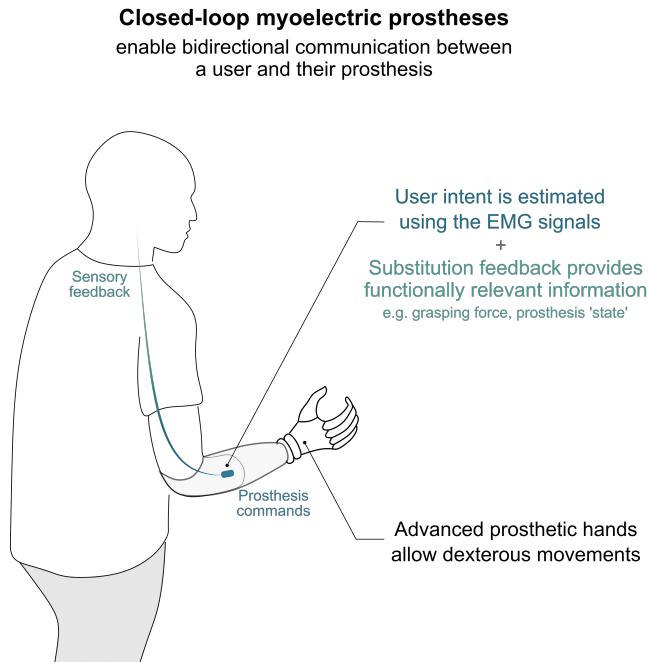 Closed-loop myoelectric prostheses
enable bidirectional communication between
a user and their prosthesis
User intent is estimated
using the EMG signals
+
Substitution feedback provides
functionally relevant information
e.g. grasping force, prosthesis 'state'
Sensory
feedback
Prosthesis
commands
Advanced prosthetic hands
allow dexterous movements